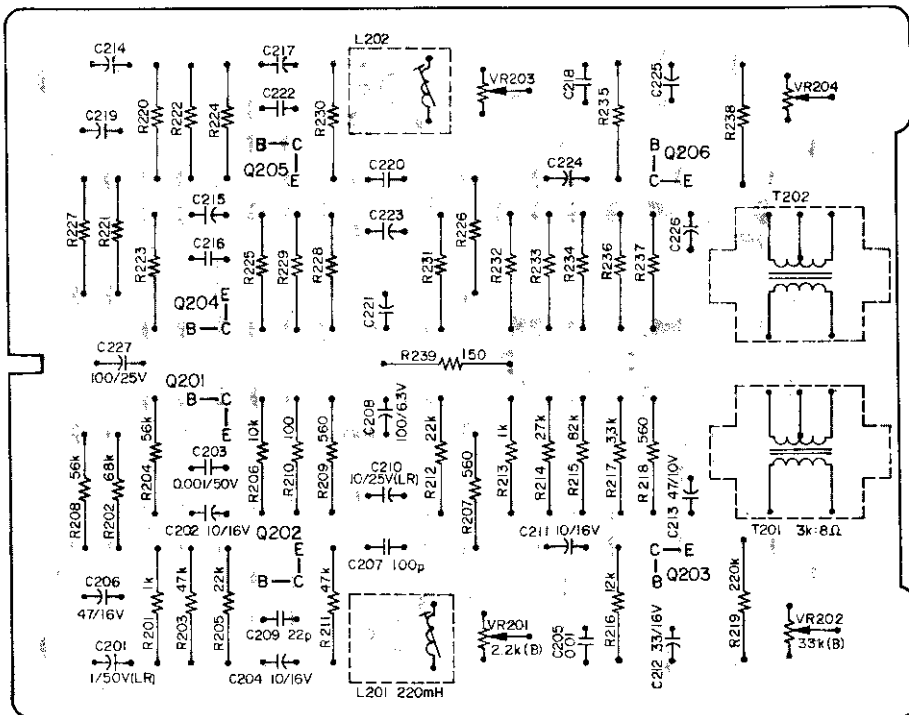 C214
C217
L202
VR203
C218
R235
C225
R238
VR204
R220
R222
R224
C222
R230
C219
B C E
Q205
C220
C224
B C E
Q206
T202
R227
R221
R223
C215
C216
R225
R229
R228
C223
R231
R226
R232
R233
R234
R236
R237
C226
Q204
E
B C
C221
C227
100/25V
R239 150
Q201
B C
E
R208 56k
R202 68k
R204 56k
C203
0.001/50V
R206 10k
R210 100
R209 560
C208
100/6.3V
C210
10/25V(LR)
R212 22k
R207 560
R213 1k
R214 27k
R215 82k
R217 33k
R218 560
C213 47/10V
T201 3k:8Ω
C202 10/16V
Q202
E
B C
C207 100p
C211 10/16V
C E
B
Q203
C206
47/16V
R201 1k
R203 47k
R205 22k
C209 22p
R211 47k
L201 220mH
VR201
2.2k(B)
C205
0.01
R216 12k
C212 33/16V
R219 220k
VR202
33k(B)
C201
1/50V(LR)
C204 10/16V